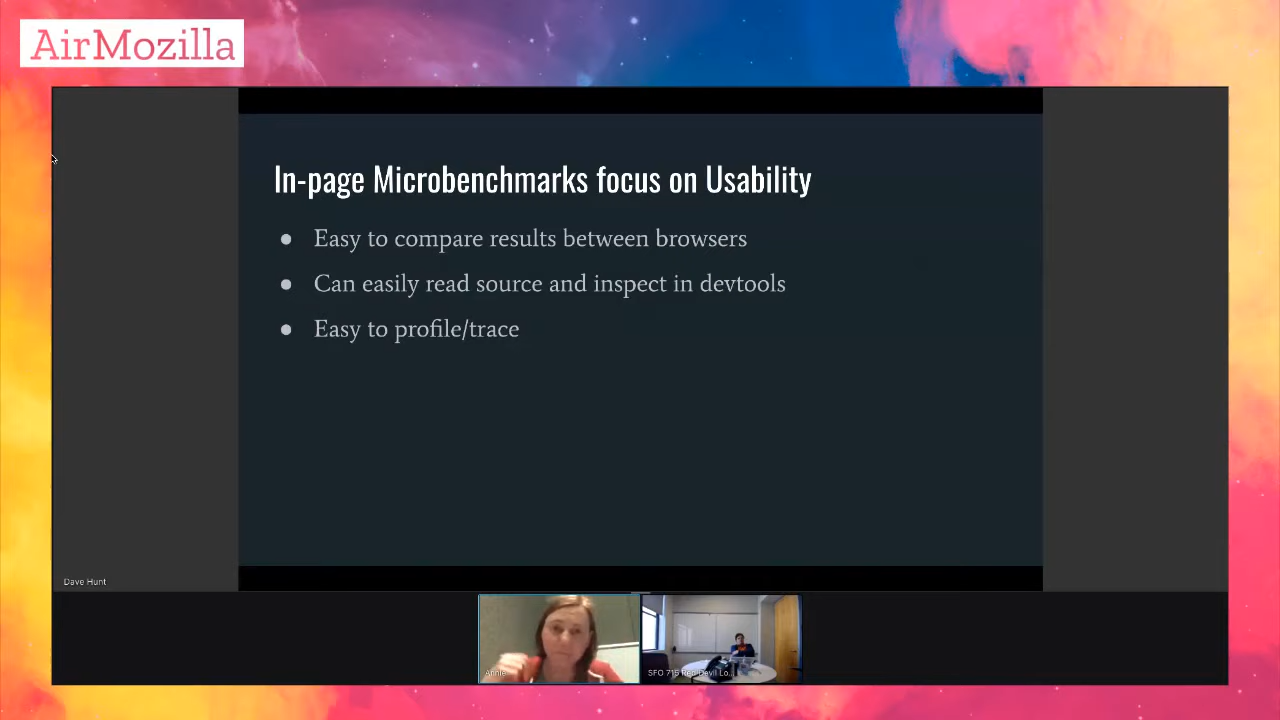 AirMozilla
In-page Microbenchmarks focus on Usability
● Easy to compare results between browsers
● Can easily read source and inspect in devtools
● Easy to profile/trace
Dave Hunt
Annie
SFO 715 Red Devil Lo...